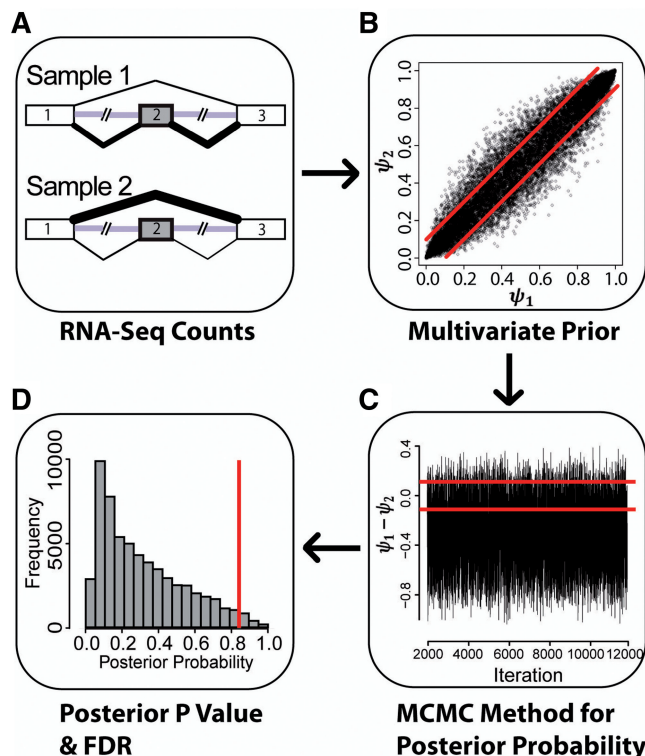 A
Sample 1
1
//
2
//
3
Sample 2
1
//
2
//
3
RNA-Seq Counts
B
1.0
0.8
0.6
0.4
0.2
0.0
ψ2
0.0 0.2 0.4 0.6 0.8 1.0
ψ1
Multivariate Prior
D
10000
5000
0
Frequency
0.0 0.2 0.4 0.6 0.8 1.0
Posterior Probability
Posterior P Value
& FDR
C
0.4
0.0
−0.4
−0.8
ψ1 − ψ2
2000 4000 6000 8000 10000 12000
Iteration
MCMC Method for
Posterior Probability